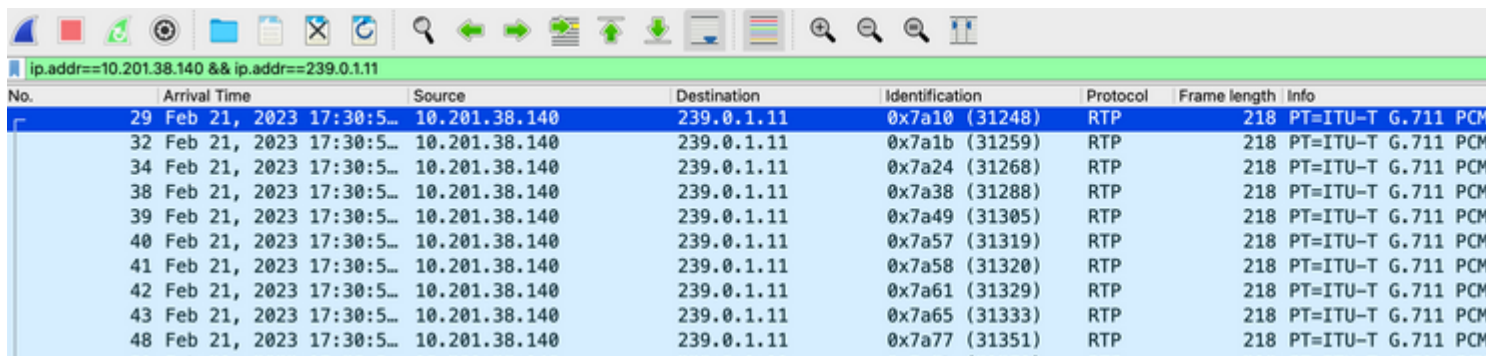 ip.addr==10.201.38.140 && ip.addr==239.0.1.11
No. Arrival Time Source Destination Identification Protocol Frame length Info
29 Feb 21, 2023 17:30:5… 10.201.38.140 239.0.1.11 0x7a10 (31248) RTP 218 PT=ITU-T G.711 PCM
32 Feb 21, 2023 17:30:5… 10.201.38.140 239.0.1.11 0x7a1b (31259) RTP 218 PT=ITU-T G.711 PCM
34 Feb 21, 2023 17:30:5… 10.201.38.140 239.0.1.11 0x7a24 (31268) RTP 218 PT=ITU-T G.711 PCM
38 Feb 21, 2023 17:30:5… 10.201.38.140 239.0.1.11 0x7a38 (31288) RTP 218 PT=ITU-T G.711 PCM
39 Feb 21, 2023 17:30:5… 10.201.38.140 239.0.1.11 0x7a49 (31305) RTP 218 PT=ITU-T G.711 PCM
40 Feb 21, 2023 17:30:5… 10.201.38.140 239.0.1.11 0x7a57 (31319) RTP 218 PT=ITU-T G.711 PCM
41 Feb 21, 2023 17:30:5… 10.201.38.140 239.0.1.11 0x7a58 (31320) RTP 218 PT=ITU-T G.711 PCM
42 Feb 21, 2023 17:30:5… 10.201.38.140 239.0.1.11 0x7a61 (31329) RTP 218 PT=ITU-T G.711 PCM
43 Feb 21, 2023 17:30:5… 10.201.38.140 239.0.1.11 0x7a65 (31333) RTP 218 PT=ITU-T G.711 PCM
48 Feb 21, 2023 17:30:5… 10.201.38.140 239.0.1.11 0x7a77 (31351) RTP 218 PT=ITU-T G.711 PCM